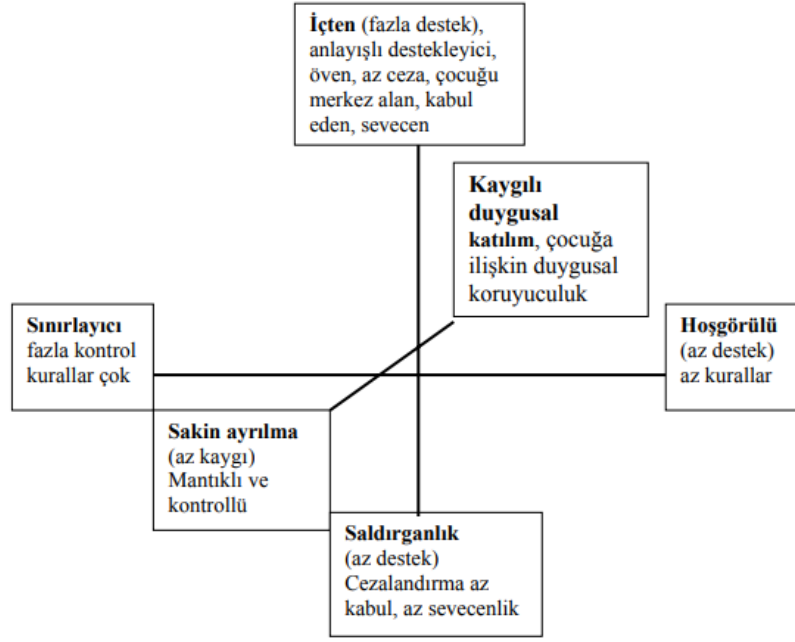 İçten (fazla destek),
anlayışlı destekleyici,
öven, az ceza, çocuğu
merkez alan, kabul
eden, sevecen
Kaygılı
duygusal
katılım, çocuğa
ilişkin duygusal
koruyuculuk
Sınırlayıcı
fazla kontrol
kurallar çok
Hoşgörülü
(az destek)
az kurallar
Sakin ayrılma
(az kaygı)
Mantıklı ve
kontrollü
Saldırganlık
(az destek)
Cezalandırma az
kabul, az sevecenlik